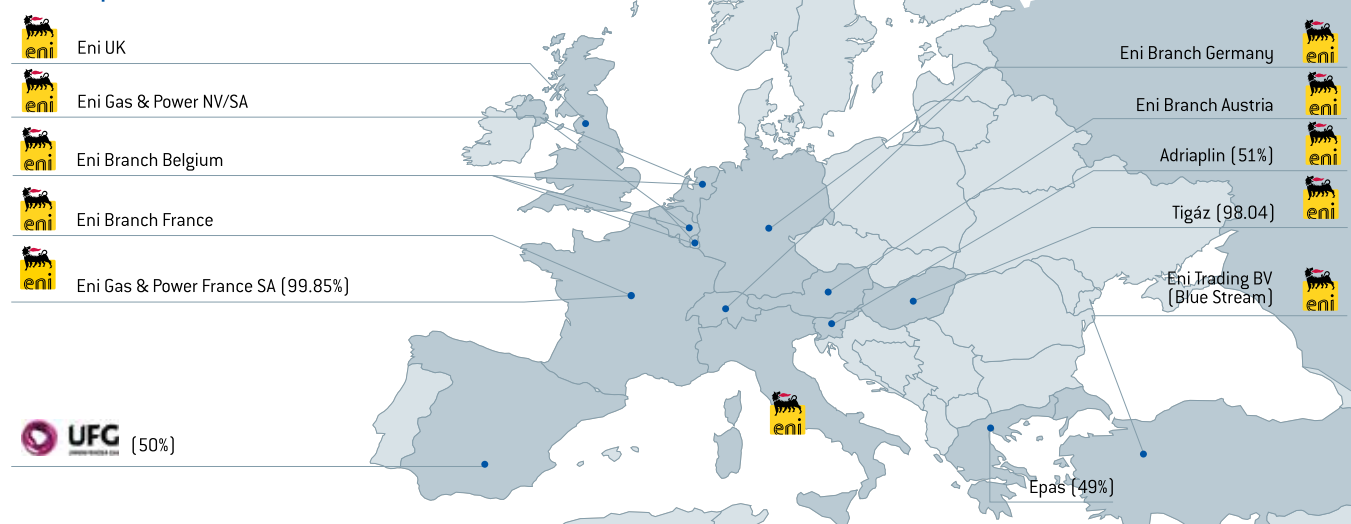 eni
Eni UK
eni
Eni Gas & Power NV/SA
eni
Eni Branch Belgium
eni
Eni Branch France
eni
Eni Gas & Power France SA (99.85%)
UFG
(50%)
eni
Eni Branch Germany
eni
Eni Branch Austria
eni
Adriaplin (51%)
eni
Tigáz (98.04)
eni
Eni Trading BV
(Blue Stream)
eni
Epas (49%)